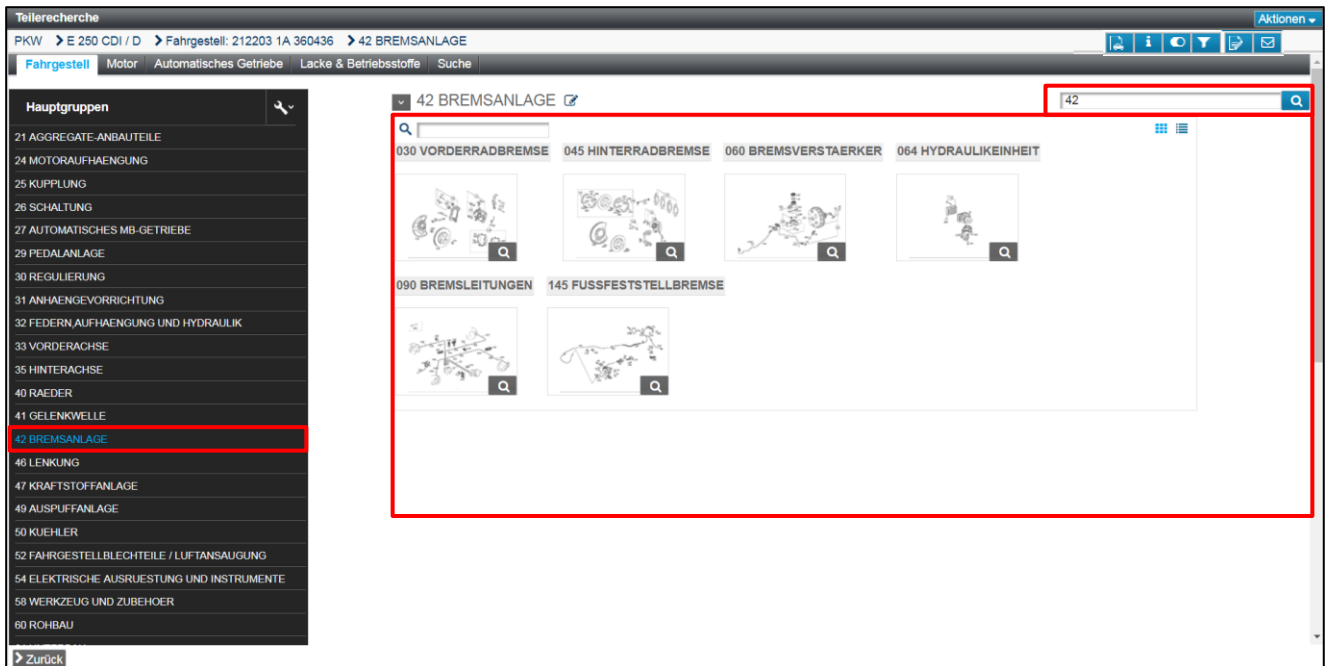 Teilerecherche
Aktionen
PKW E 250 CDI / D Fahrgestell: 212203 1A 360436 42 BREMSANLAGE
Fahrgestell Motor Automatisches Getriebe Lacke & Betriebsstoffe Suche
Hauptgruppen
21 AGGREGATE-ANBAUTEILE
24 MOTORAUFHAENGUNG
25 KUPPLUNG
26 SCHALTUNG
27 AUTOMATISCHES MB-GETRIEBE
29 PEDALANLAGE
30 REGULIERUNG
31 ANHAENGEVORRICHTUNG
32 FEDERN,AUFHAENGUNG UND HYDRAULIK
33 VORDERACHSE
35 HINTERACHSE
40 RAEDER
41 GELENKWELLE
42 BREMSANLAGE
46 LENKUNG
47 KRAFTSTOFFANLAGE
49 AUSPUFFANLAGE
50 KUEHLER
52 FAHRGESTELLBLECHTEILE / LUFTANSAUGUNG
54 ELEKTRISCHE AUSRUESTUNG UND INSTRUMENTE
58 WERKZEUG UND ZUBEHOER
60 ROHBAU
42 BREMSANLAGE
42
030 VORDERRADBREMSE 045 HINTERRADBREMSE 060 BREMSVERSTAERKER 064 HYDRAULIKEINHEIT
090 BREMSLEITUNGEN 145 FUSSFESTSTELLBREMSE
Zurück